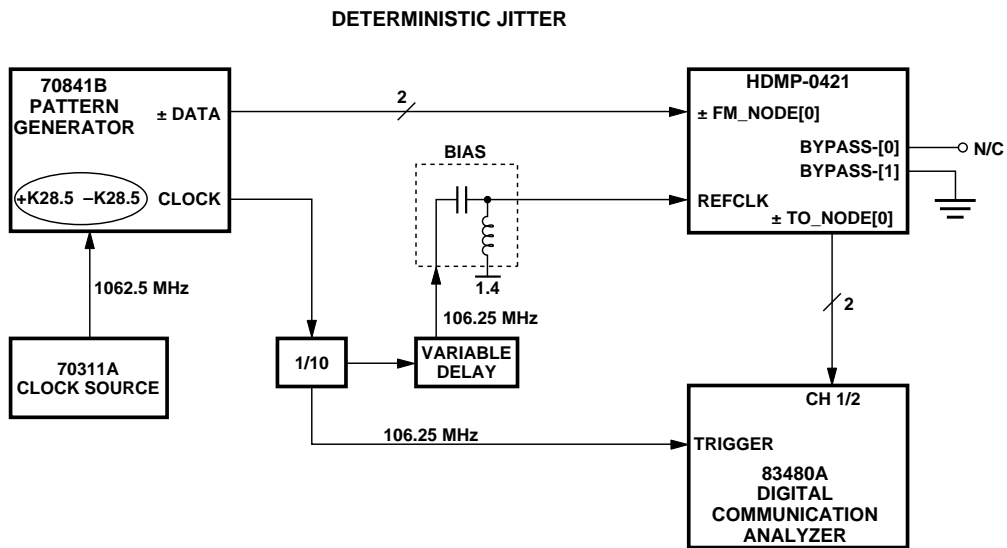 DETERMINISTIC JITTER
70841B
PATTERN
GENERATOR
± DATA
+K28.5 –K28.5
CLOCK
2
HDMP-0421
± FM_NODE[0]
BYPASS-[0]
N/C
BYPASS-[1]
REFCLK
± TO_NODE[0]
BIAS
1.4
1062.5 MHz
106.25 MHz
2
70311A
CLOCK SOURCE
1/10
VARIABLE
DELAY
106.25 MHz
CH 1/2
TRIGGER
83480A
DIGITAL
COMMUNICATION
ANALYZER